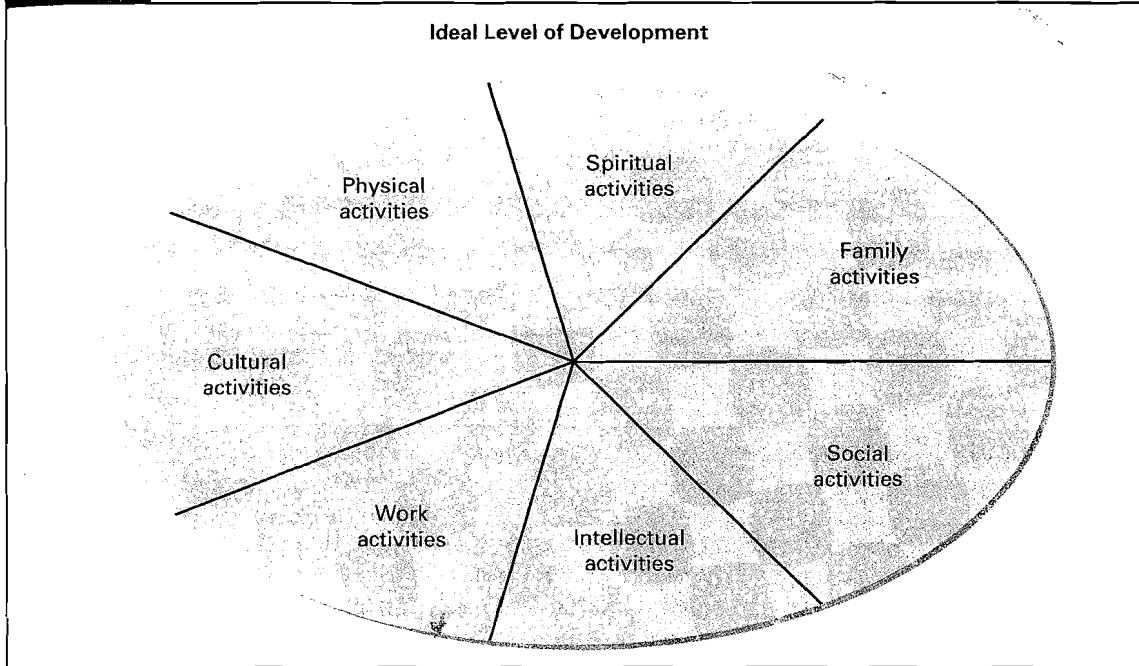 Ideal Level of Development
Physical
activities
Spiritual
activities
Family
activities
Cultural
activities
Social
activities
Work
activities
Intellectual
activities